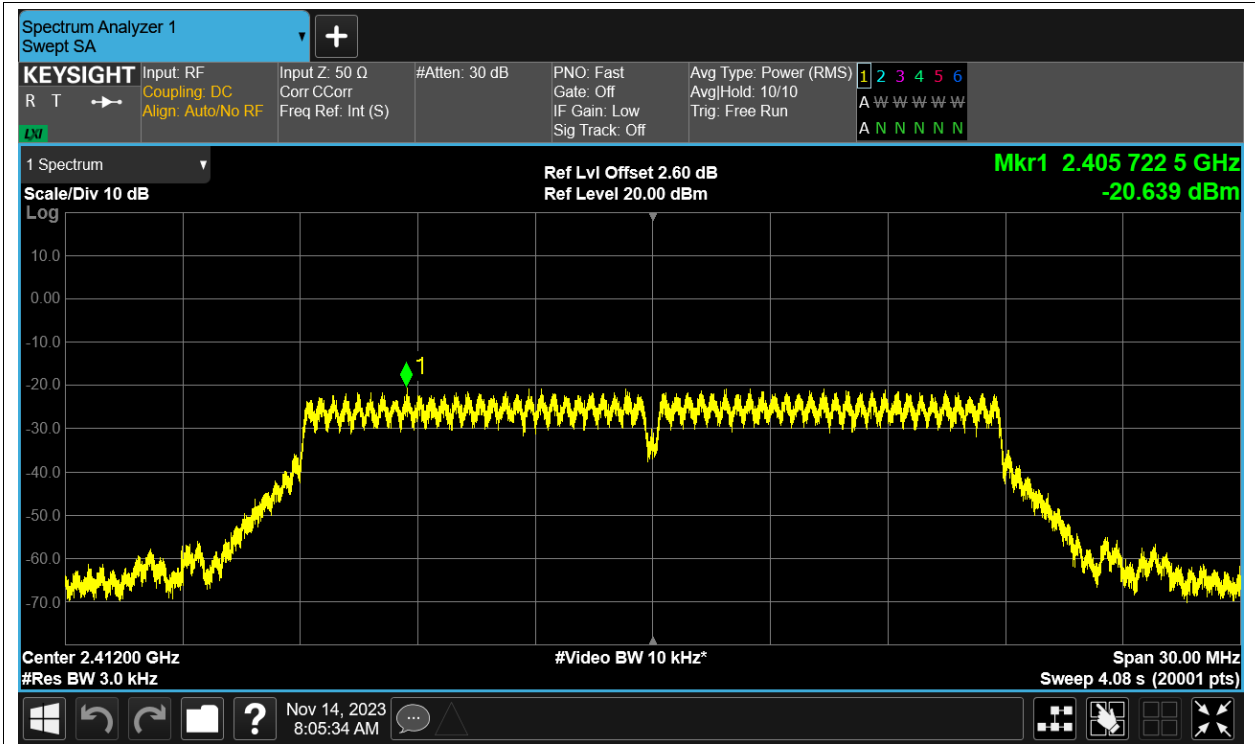 Spectrum Analyzer 1
Swept SA
KEYSIGHT
R T
LXI
Input: RF
Coupling: DC
Align: Auto/No RF
Input Z: 50 Ω
Corr CCorr
Freq Ref: Int (S)
#Atten: 30 dB
PNO: Fast
Gate: Off
IF Gain: Low
Sig Track: Off
Avg Type: Power (RMS)
Avg|Hold: 10/10
Trig: Free Run
1 2 3 4 5 6
A W W W W W
A N N N N N
1 Spectrum
Scale/Div 10 dB
Log
Ref Lvl Offset 2.60 dB
Ref Level 20.00 dBm
Mkr1 2.405 722 5 GHz
-20.639 dBm
10.0
0.00
-10.0
1
-20.0
-30.0
-40.0
-50.0
-60.0
-70.0
Center 2.41200 GHz
#Video BW 10 kHz*
Span 30.00 MHz
#Res BW 3.0 kHz
Sweep 4.08 s (20001 pts)
?
Nov 14, 2023
8:05:34 AM